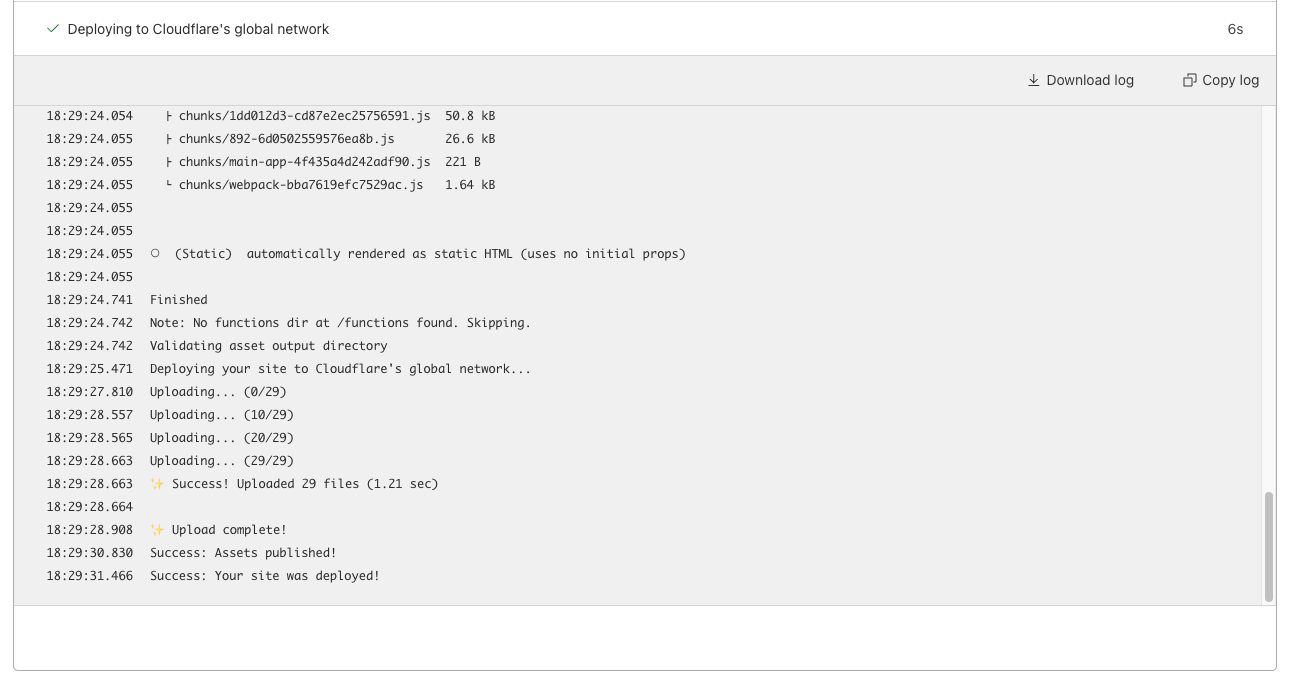 Deploying to Cloudflare's global network 6s
Download log Copy log
18:29:24.054 ├ chunks/1dd012d3-cd87e2ec25756591.js 50.8 kB
18:29:24.055 ├ chunks/892-6d0502559576ea8b.js 26.6 kB
18:29:24.055 ├ chunks/main-app-4f435a4d242adf90.js 221 B
18:29:24.055 └ chunks/webpack-bba7619efc7529ac.js 1.64 kB
18:29:24.055
18:29:24.055
18:29:24.055 ○ (Static) automatically rendered as static HTML (uses no initial props)
18:29:24.055
18:29:24.741 Finished
18:29:24.742 Note: No functions dir at /functions found. Skipping.
18:29:24.742 Validating asset output directory
18:29:25.471 Deploying your site to Cloudflare's global network...
18:29:27.810 Uploading... (0/29)
18:29:28.557 Uploading... (10/29)
18:29:28.565 Uploading... (20/29)
18:29:28.663 Uploading... (29/29)
18:29:28.663 ✨ Success! Uploaded 29 files (1.21 sec)
18:29:28.664
18:29:28.908 ✨ Upload complete!
18:29:30.830 Success: Assets published!
18:29:31.466 Success: Your site was deployed!